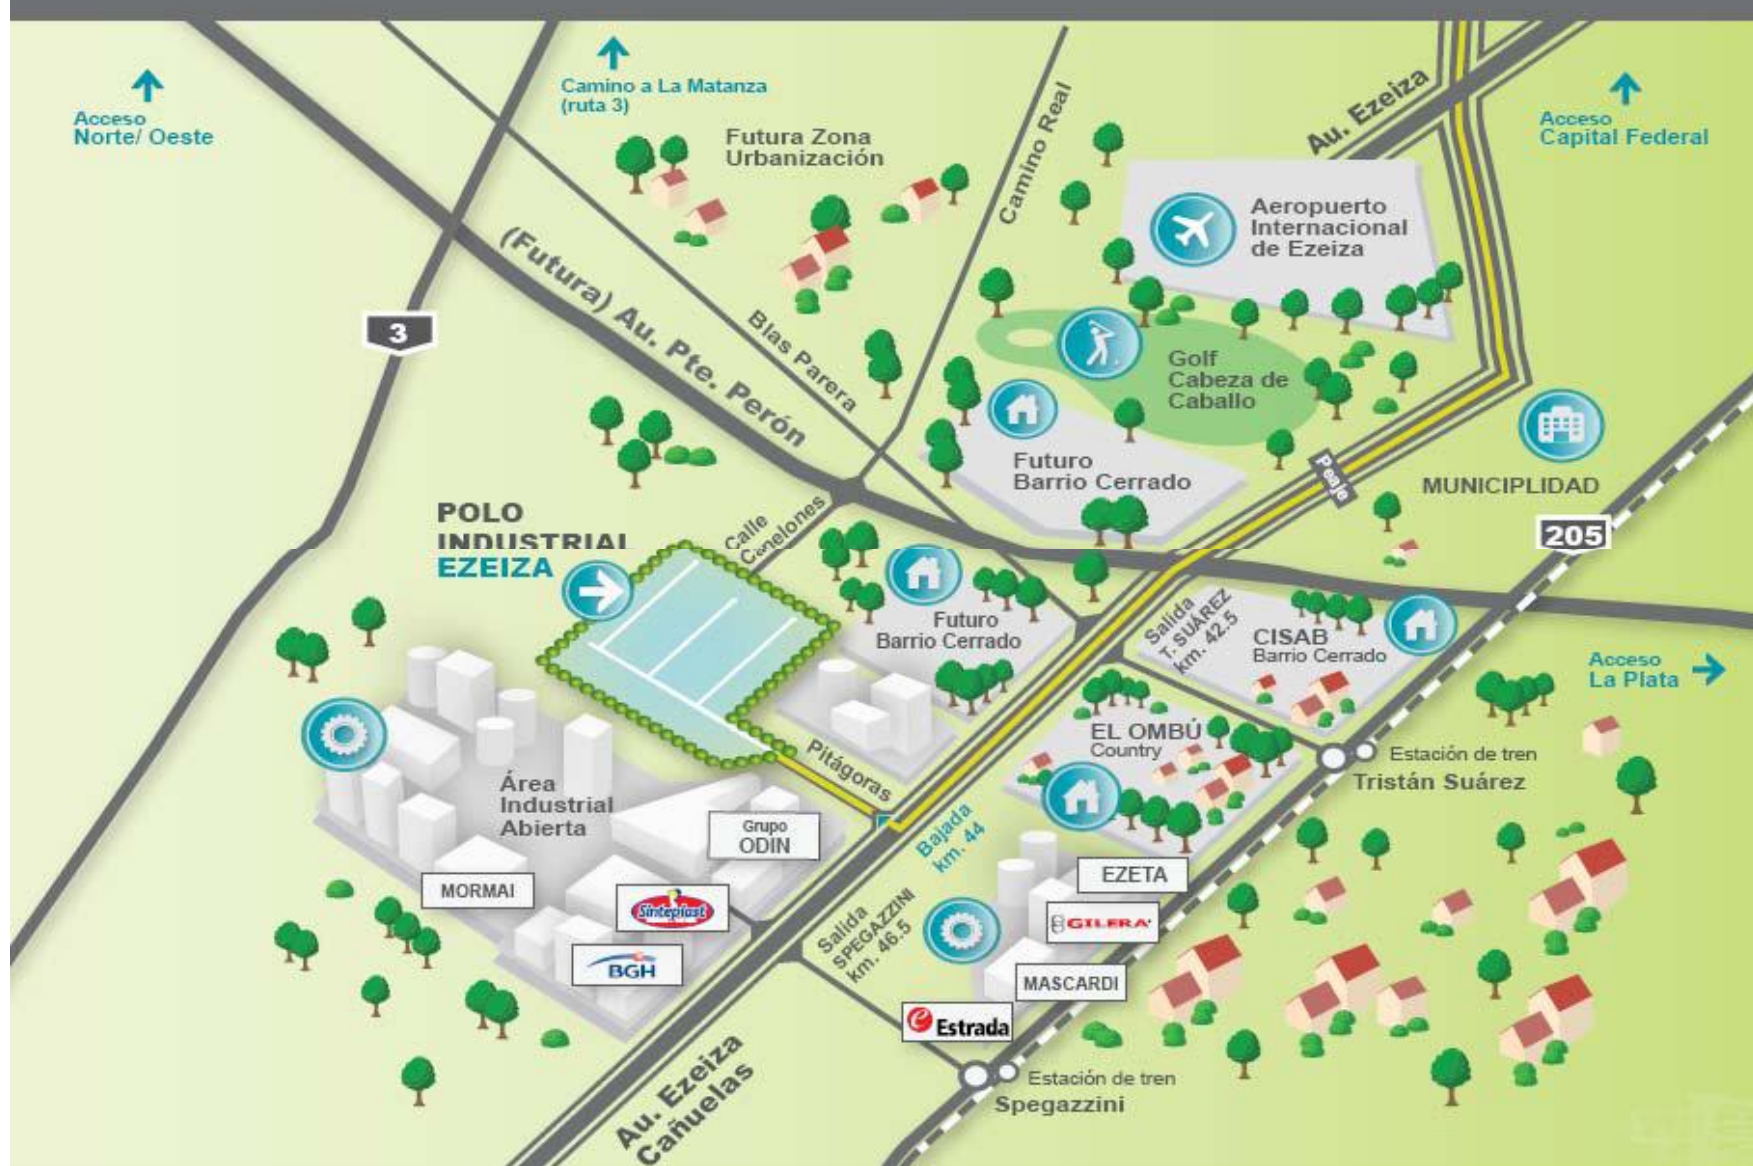 Acceso
Norte/ Oeste
Camino a La Matanza
(ruta 3)
Futura Zona
Urbanización
Camino Real
Au. Ezeiza
Acceso
Capital Federal
Aeropuerto
Internacional
de Ezeiza
(Futura) Au. Pte. Perón
3
Blas Parera
Golf
Cabeza de
Caballo
Futuro
Barrio Cerrado
Peaje
MUNICIPLIDAD
205
POLO
INDUSTRIAL
EZEIZA
Calle
Canelones
Futuro
Barrio Cerrado
Salida
T. SUÁREZ
km. 42.5
CISAB
Barrio Cerrado
Acceso
La Plata
EL OMBÚ
Country
Estación de tren
Tristán Suárez
Pitágoras
Área
Industrial
Abierta
Grupo
ODIN
Bajada
km. 44
MORMAI
Sinteplast
BGH
Salida
SPEGAZZINI
km. 46.5
EZETA
GILERA
MASCARDI
Estrada
Au. Ezeiza
Cañuelas
Estación de tren
Spegazzini